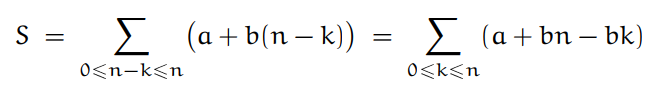 S = ∑ (a + b(n − k)) = ∑ (a + bn − bk)
0⩽n−k⩽n 0⩽k⩽n